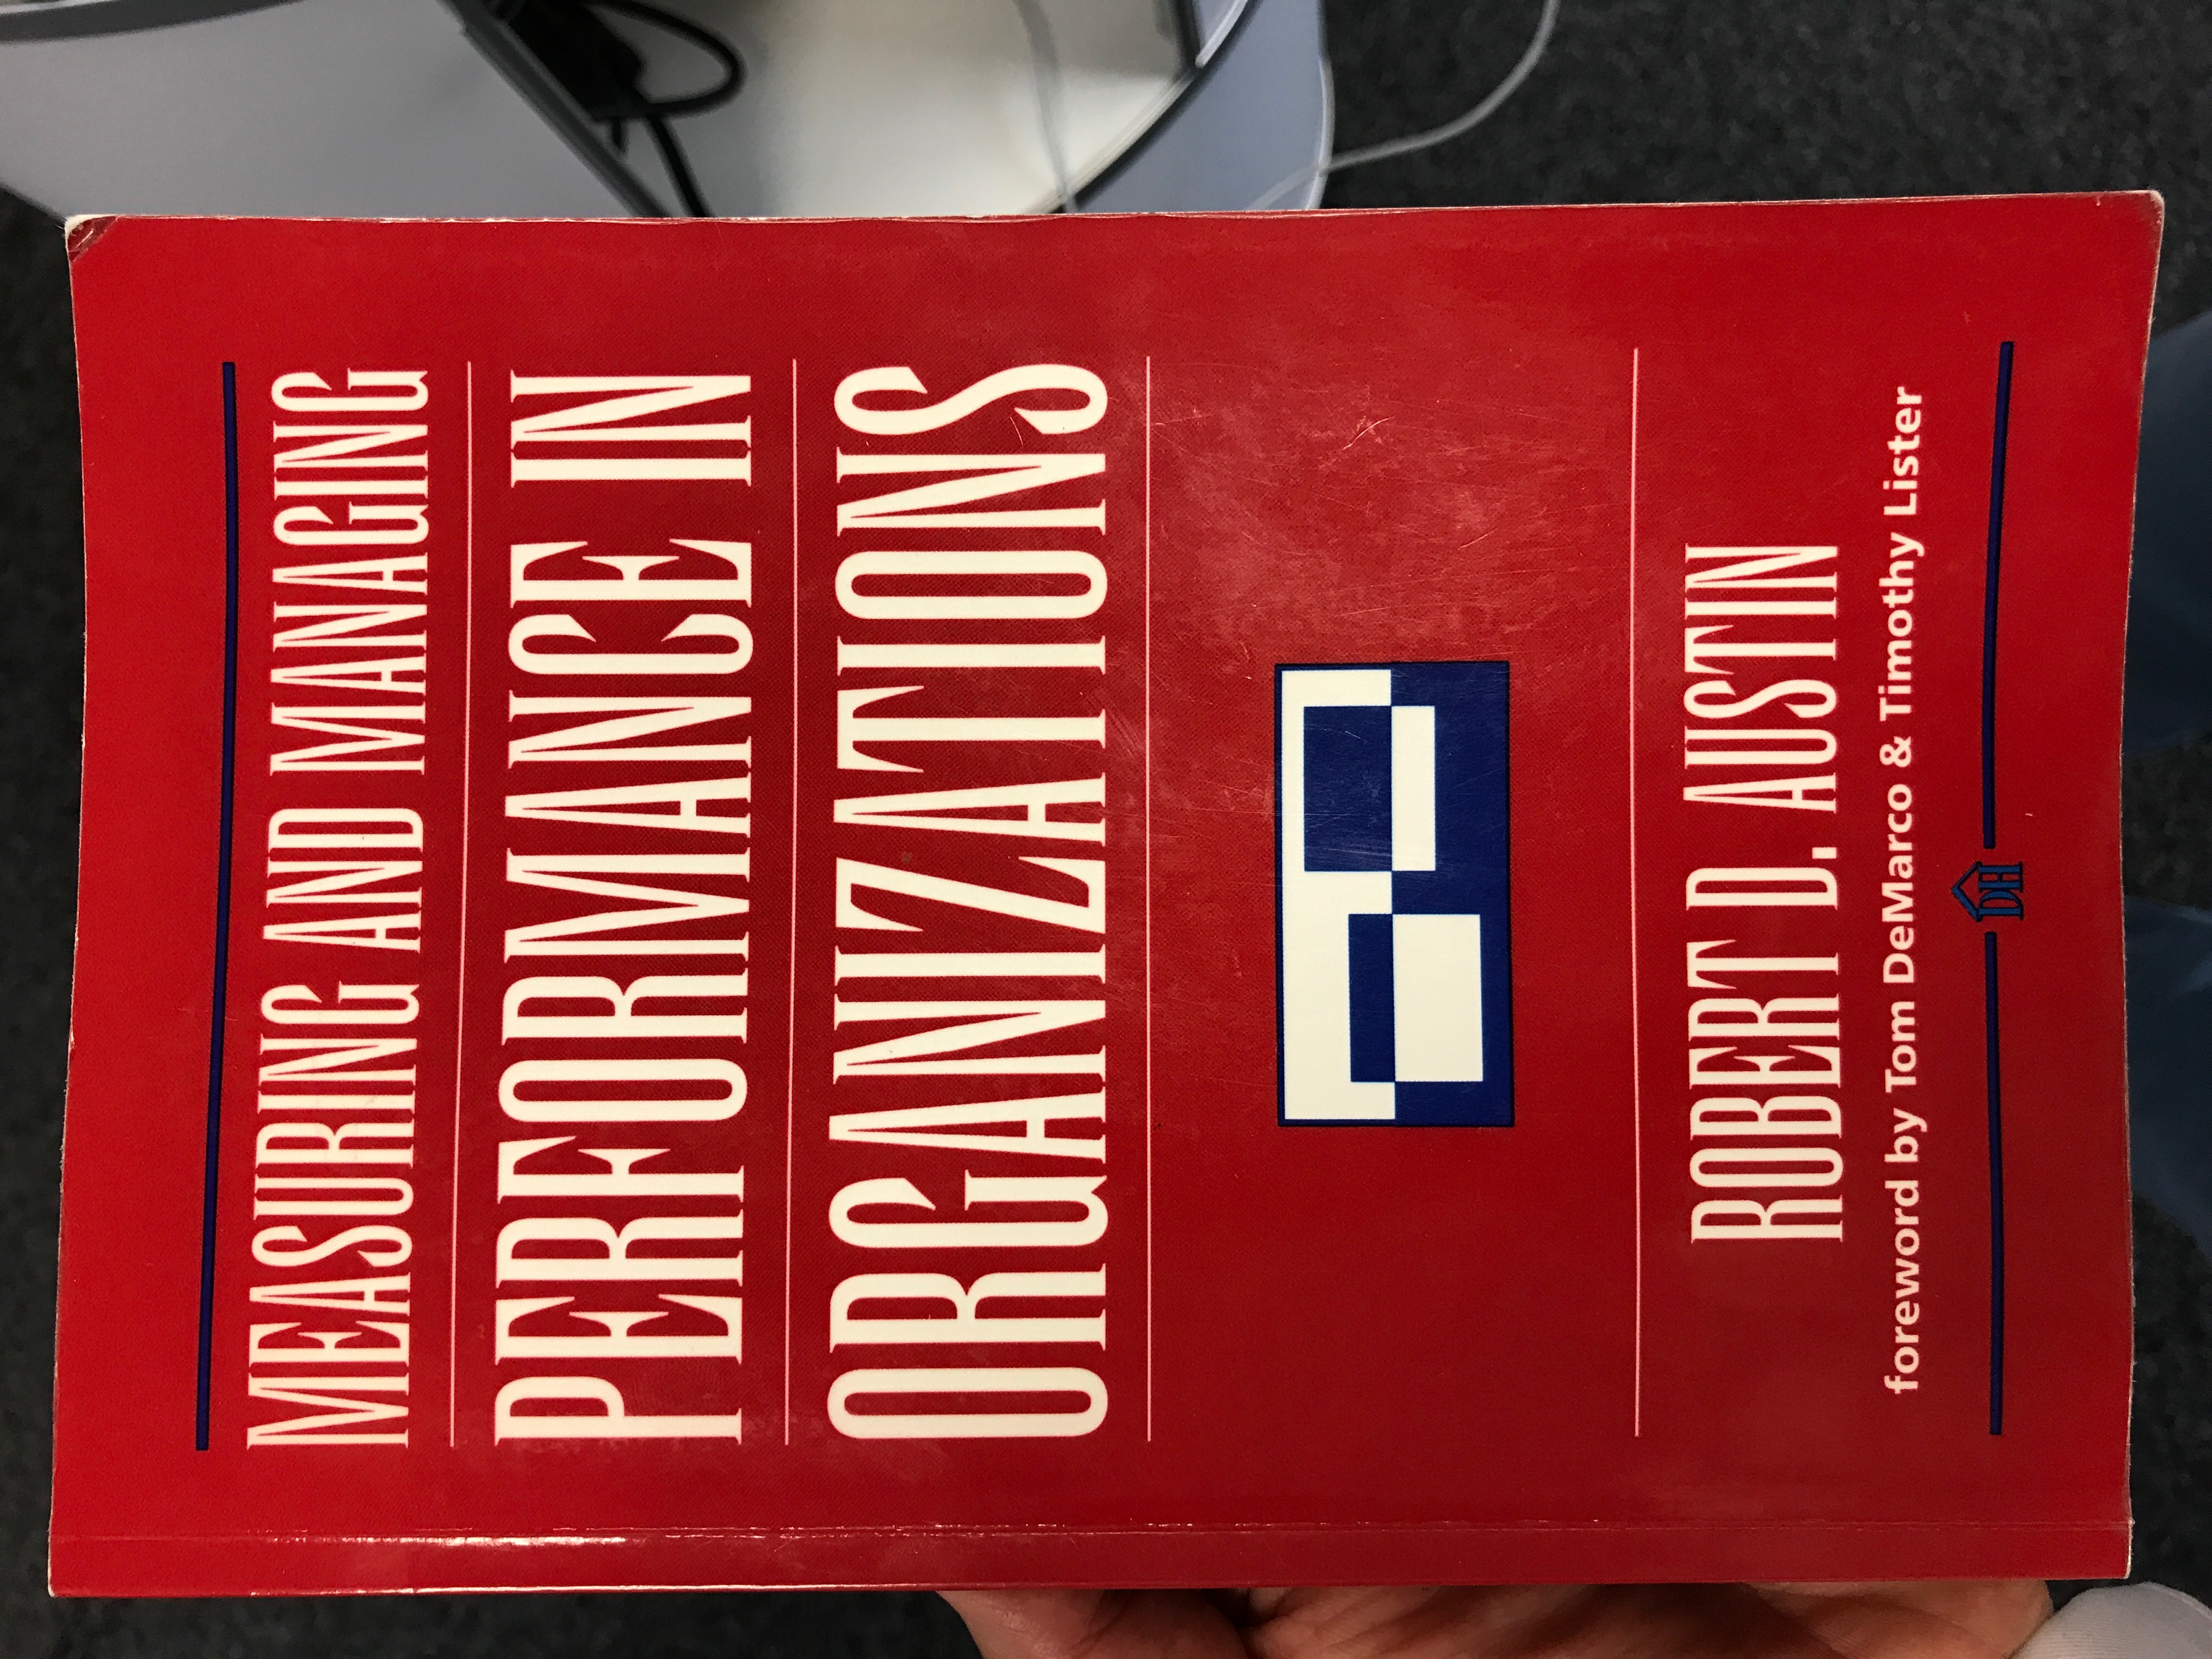 MEASURING AND MANAGING
PERFORMANCE IN
ORGANIZATIONS
ROBERT D. AUSTIN
foreword by Tom DeMarco & Timothy Lister
DH